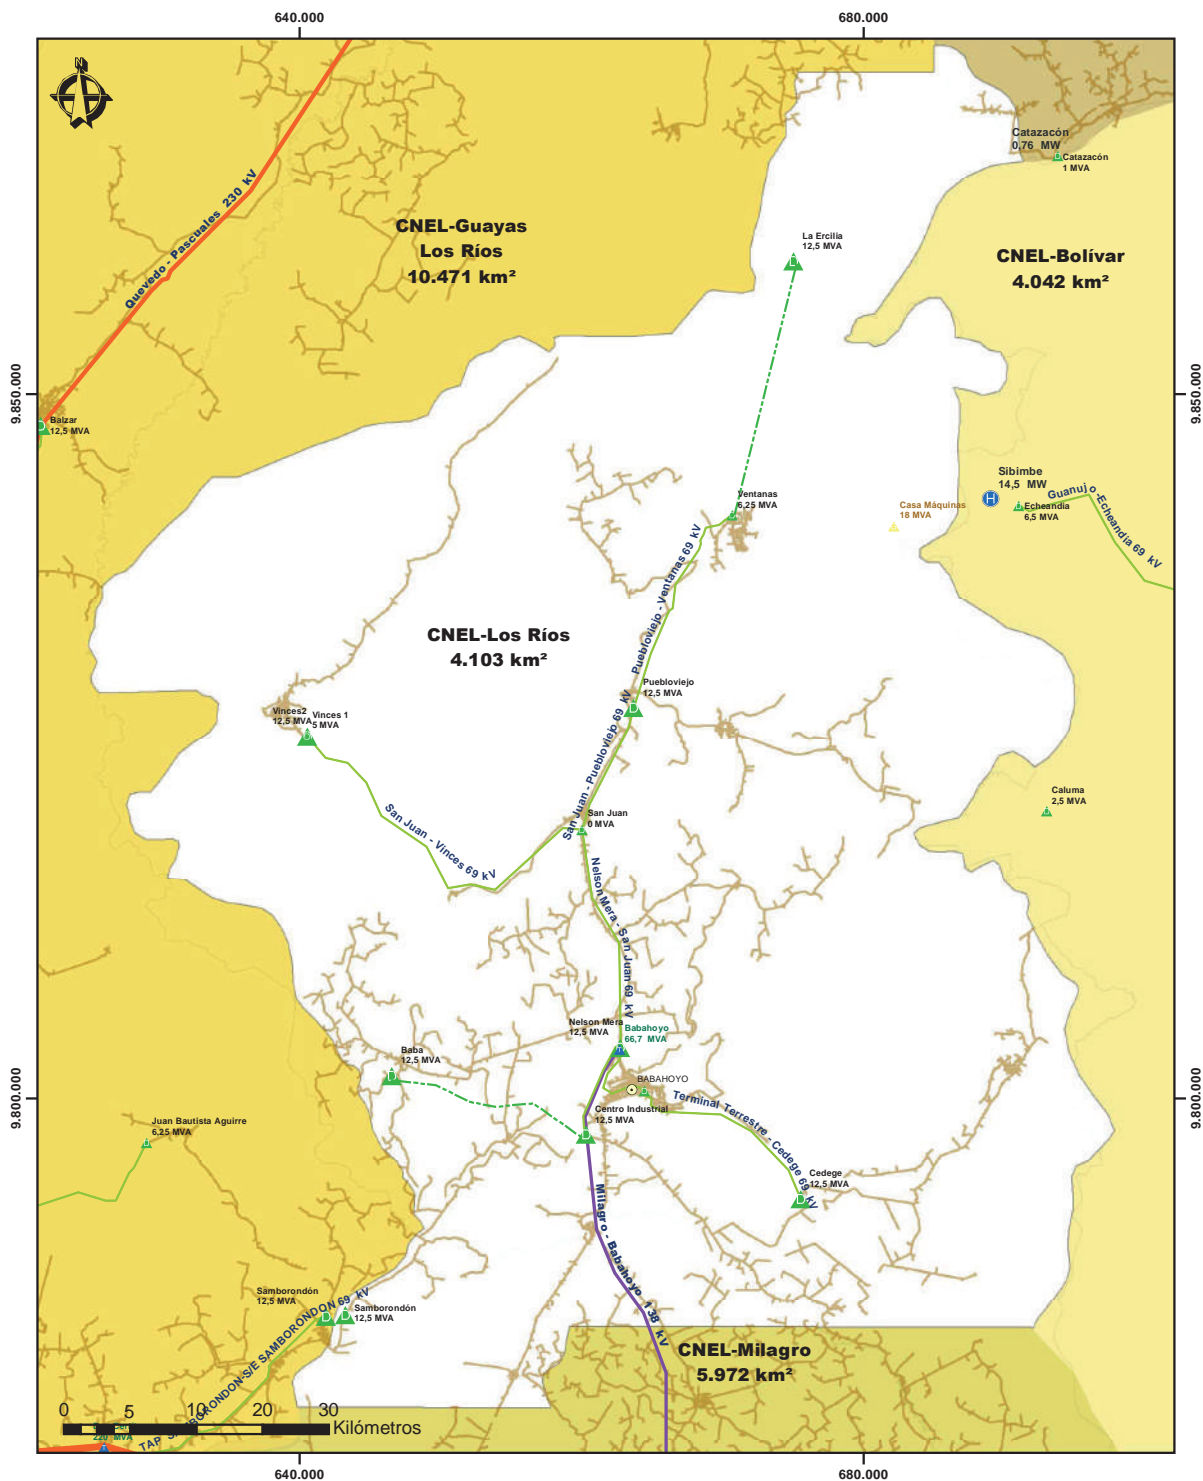 640.000
680.000
N
Catazacón
0,76 MW
Catazacón
1 MVA
Quevedo - Pascuales 230 kV
CNEL-Guayas
Los Ríos
10.471 km²
La Ercilia
12,5 MVA
CNEL-Bolívar
4.042 km²
9.850.000
9.850.000
Balzar
12,5 MVA
Ventanas
6,25 MVA
Sibimbe
14,5 MW
H
Casa Máquinas
18 MVA
Echeandía
6,5 MVA
Guanujo-Echeandia 69 kV
Puebloviejo - Ventanas 69 kV
CNEL-Los Ríos
4.103 km²
Puebloviejo
12,5 MVA
Vinces2
12,5 MVA
Vinces 1
5 MVA
San Juan - Puebloviejo 69 kV
San Juan - Vinces 69 kV
San Juan
0 MVA
Caluma
2,5 MVA
Nelson Mera - San Juan 69 kV
Nelson Mera
12,5 MVA
Babahoyo
66,7 MVA
Baba
12,5 MVA
BABAHOYO
9.800.000
9.800.000
Centro Industrial
12,5 MVA
Terminal Terrestre - Cedege 69 kV
Juan Bautista Aguirre
6,25 MVA
Cedege
12,5 MVA
Milagro - Babahoyo 138 kV
Samborondón
12,5 MVA
Samborondón
12,5 MVA
TAP SAMBORONDON-S/E SAMBORONDON 69 kV
CNEL-Milagro
5.972 km²
0 5 10 20 30
Kilómetros
220 MVA
640.000
680.000